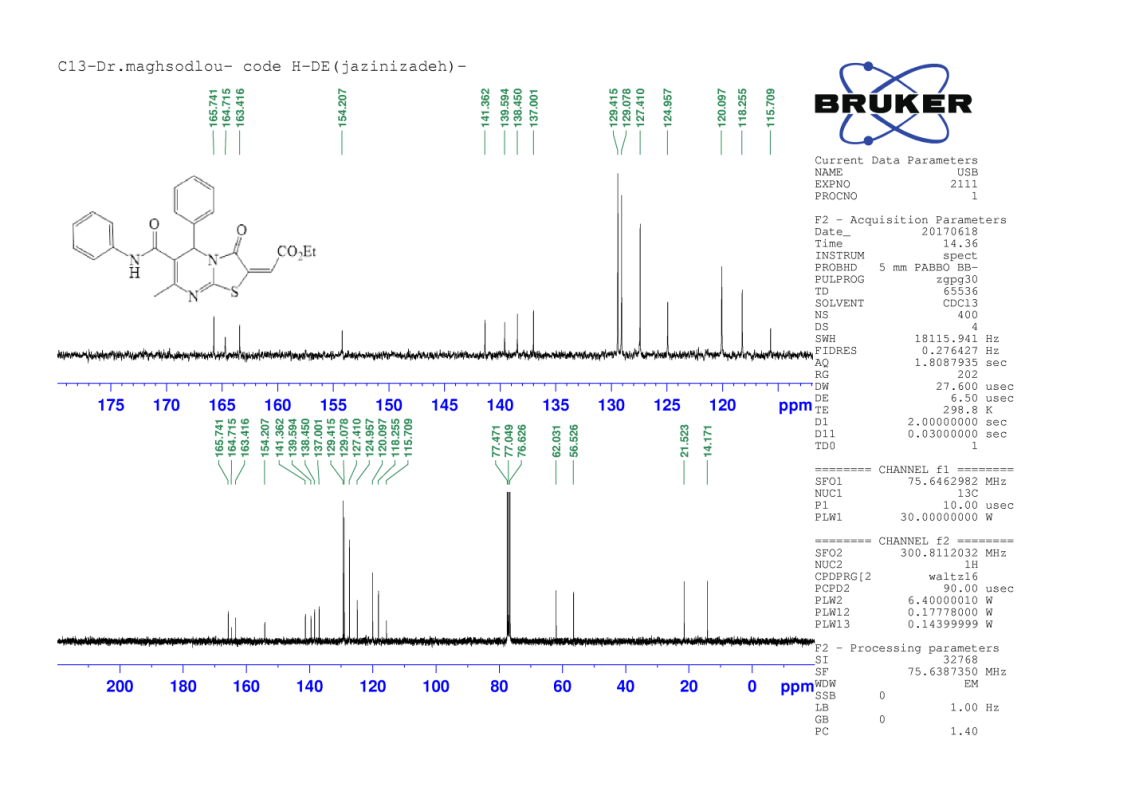 C13-Dr.maghsodlou- code H-DE(jazinizadeh)-
165.741
164.715
163.416
154.207
141.362
139.594
138.450
137.001
129.415
129.078
127.410
124.957
120.097
118.255
115.709
O
N
H
N
N
O
S
CO2Et
175 170 165 160 155 150 145 140 135 130 125 120 ppm
165.741
164.715
163.416
154.207
141.362
139.594
138.450
137.001
129.415
129.078
127.410
124.957
120.097
118.255
115.709
77.471
77.049
76.626
62.031
56.526
21.523
14.171
200 180 160 140 120 100 80 60 40 20 0 ppm
BRUKER
Current Data Parameters
NAME USB
EXPNO 2111
PROCNO 1
F2 - Acquisition Parameters
Date_ 20170618
Time 14.36
INSTRUM spect
PROBHD 5 mm PABBO BB-
PULPROG zgpg30
TD 65536
SOLVENT CDCl3
NS 400
DS 4
SWH 18115.941 Hz
FIDRES 0.276427 Hz
AQ 1.8087935 sec
RG 202
DW 27.600 usec
DE 6.50 usec
TE 298.8 K
D1 2.00000000 sec
D11 0.03000000 sec
TD0 1
======== CHANNEL f1 ========
SFO1 75.6462982 MHz
NUC1 13C
P1 10.00 usec
PLW1 30.00000000 W
======== CHANNEL f2 ========
SFO2 300.8112032 MHz
NUC2 1H
CPDPRG[2 waltz16
PCPD2 90.00 usec
PLW2 6.40000010 W
PLW12 0.17778000 W
PLW13 0.14399999 W
F2 - Processing parameters
SI 32768
SF 75.6387350 MHz
WDW EM
SSB 0
LB 1.00 Hz
GB 0
PC 1.40